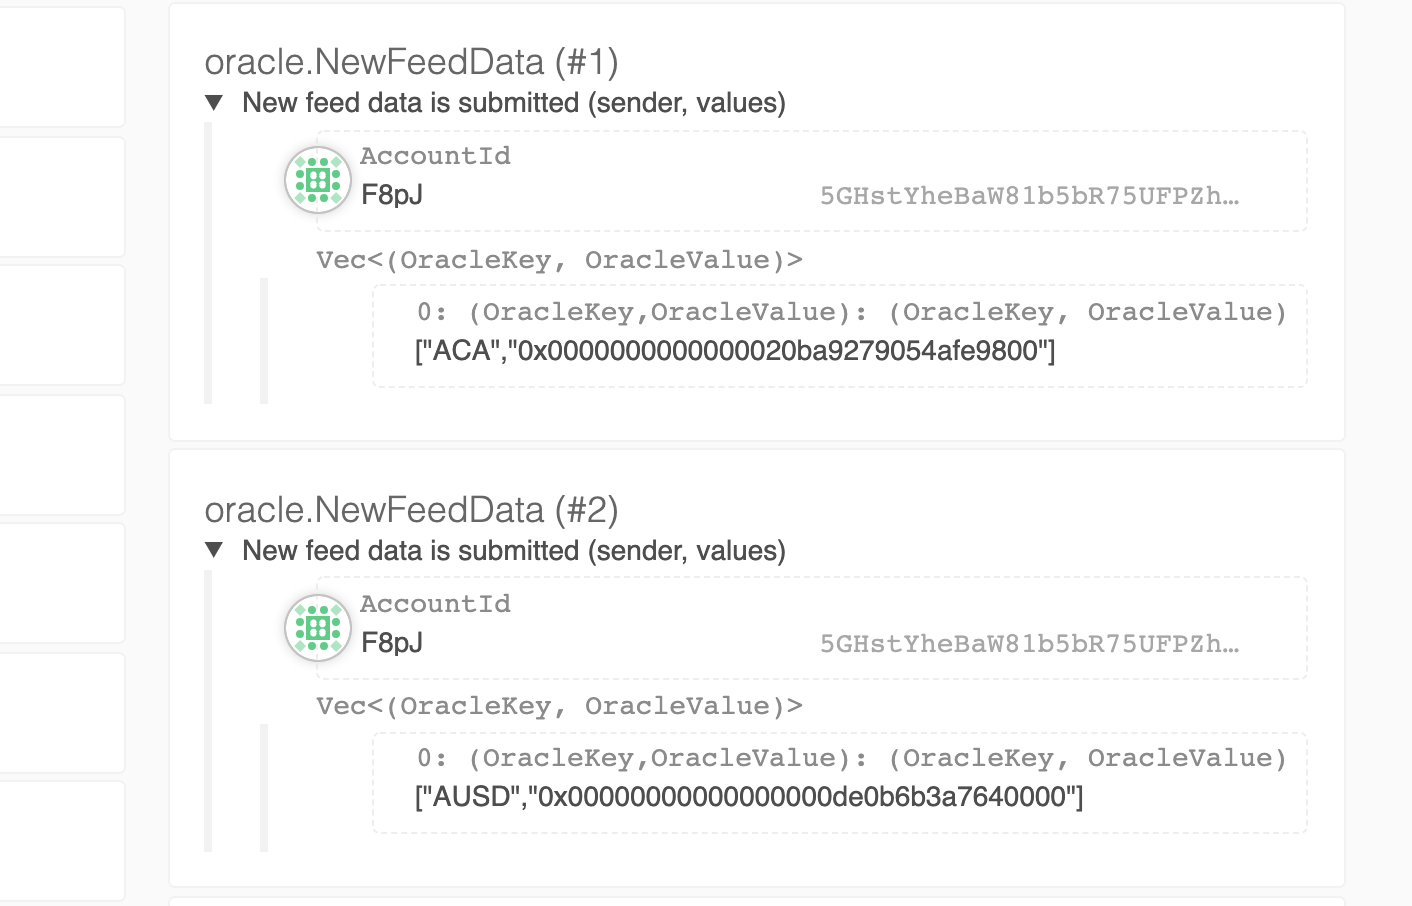 oracle.NewFeedData (#1)
▼ New feed data is submitted (sender, values)
AccountId
F8pJ 5GHstYheBaW81b5bR75UFPZh…
Vec<(OracleKey, OracleValue)>
0: (OracleKey,OracleValue): (OracleKey, OracleValue)
["ACA","0x0000000000000020ba9279054afe9800"]
oracle.NewFeedData (#2)
▼ New feed data is submitted (sender, values)
AccountId
F8pJ 5GHstYheBaW81b5bR75UFPZh…
Vec<(OracleKey, OracleValue)>
0: (OracleKey,OracleValue): (OracleKey, OracleValue)
["AUSD","0x00000000000000000de0b6b3a7640000"]